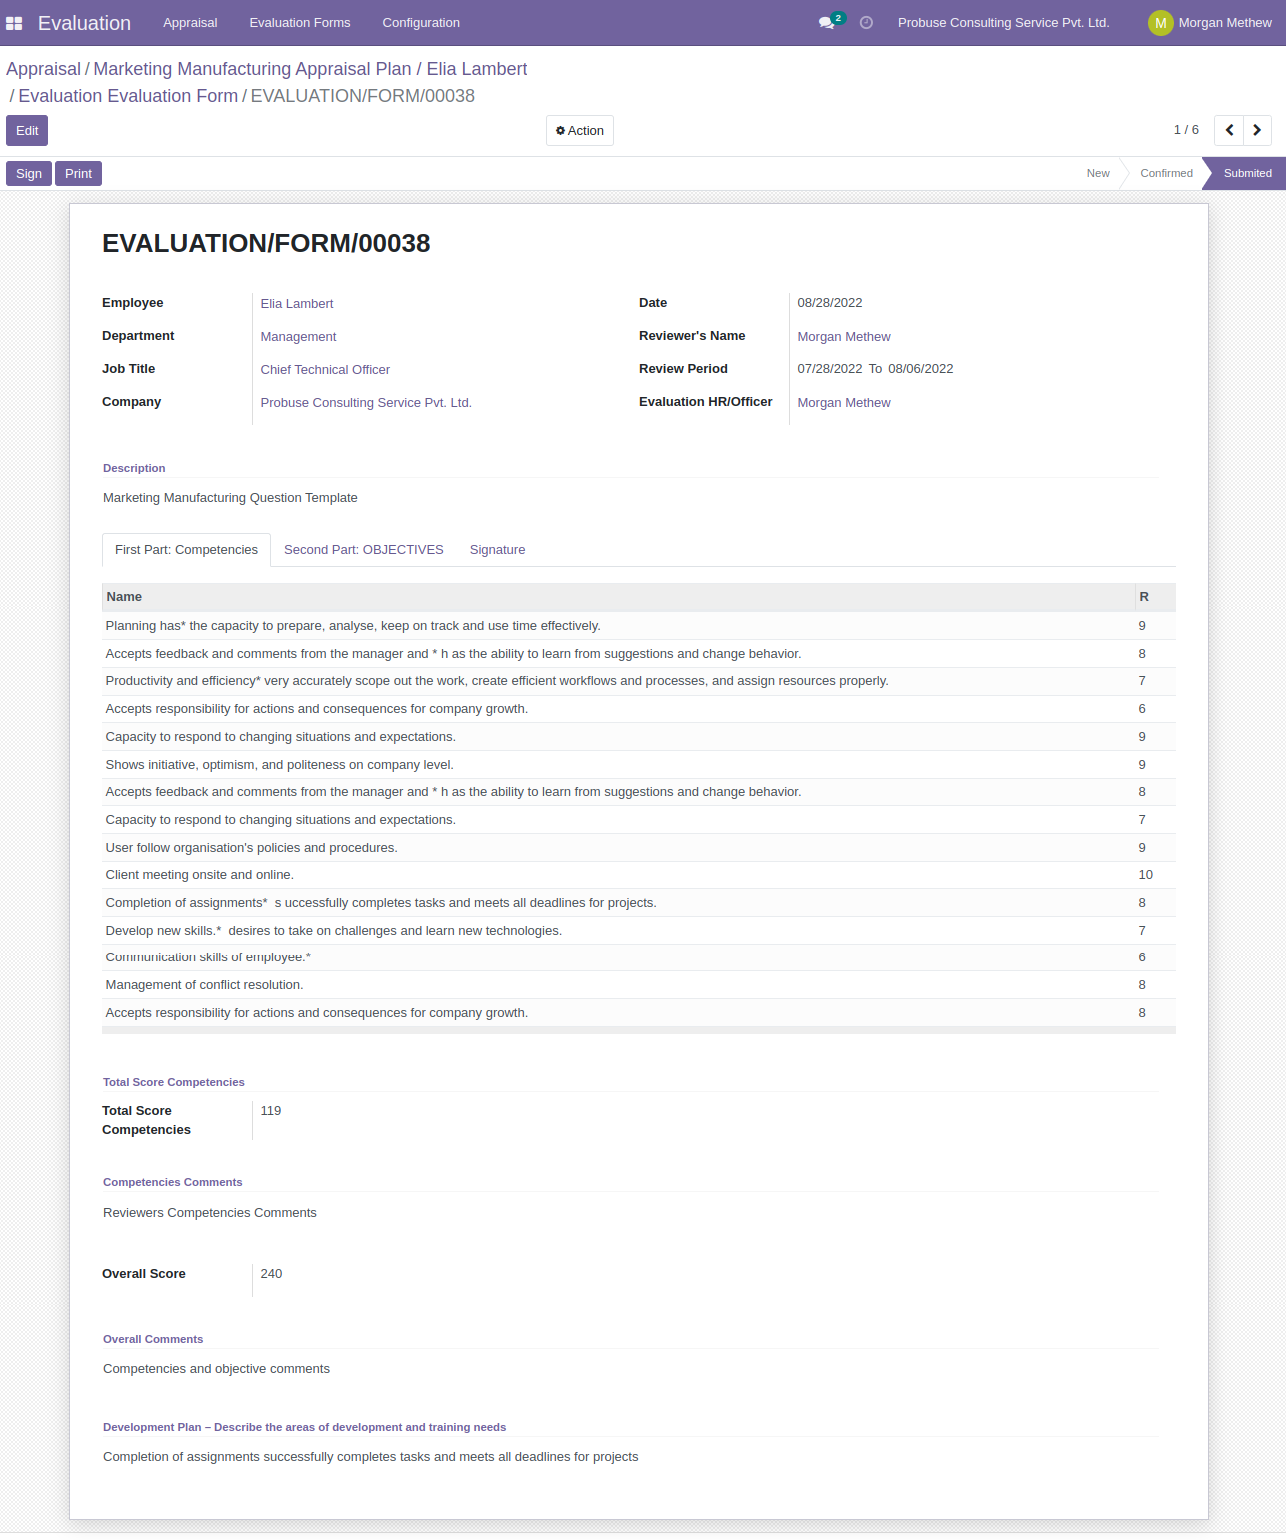 Evaluation Appraisal Evaluation Forms Configuration 2 Probuse Consulting Service Pvt. Ltd. M Morgan Methew
Appraisal / Marketing Manufacturing Appraisal Plan / Elia Lambert
/ Evaluation Evaluation Form / EVALUATION/FORM/00038
Edit Action 1 / 6
Sign Print New Confirmed Submited
EVALUATION/FORM/00038
Employee Elia Lambert Date 08/28/2022
Department Management Reviewer's Name Morgan Methew
Job Title Chief Technical Officer Review Period 07/28/2022 To 08/06/2022
Company Probuse Consulting Service Pvt. Ltd. Evaluation HR/Officer Morgan Methew
Description
Marketing Manufacturing Question Template
First Part: Competencies Second Part: OBJECTIVES Signature
Name R
Planning has* the capacity to prepare, analyse, keep on track and use time effectively. 9
Accepts feedback and comments from the manager and * h as the ability to learn from suggestions and change behavior. 8
Productivity and efficiency* very accurately scope out the work, create efficient workflows and processes, and assign resources properly. 7
Accepts responsibility for actions and consequences for company growth. 6
Capacity to respond to changing situations and expectations. 9
Shows initiative, optimism, and politeness on company level. 9
Accepts feedback and comments from the manager and * h as the ability to learn from suggestions and change behavior. 8
Capacity to respond to changing situations and expectations. 7
User follow organisation's policies and procedures. 9
Client meeting onsite and online. 10
Completion of assignments* s uccessfully completes tasks and meets all deadlines for projects. 8
Develop new skills.* desires to take on challenges and learn new technologies. 7
Communication skills of employee.* 6
Management of conflict resolution. 8
Accepts responsibility for actions and consequences for company growth. 8
Total Score Competencies
Total Score 119
Competencies
Competencies Comments
Reviewers Competencies Comments
Overall Score 240
Overall Comments
Competencies and objective comments
Development Plan – Describe the areas of development and training needs
Completion of assignments successfully completes tasks and meets all deadlines for projects